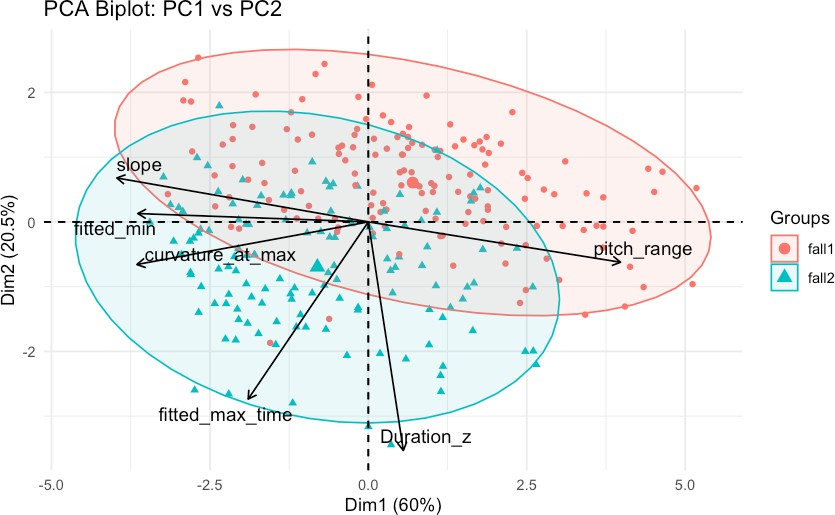 PCA Biplot: PC1 vs PC2
2
slope
0
fitted_min
pitch_range
curvature_at_max
-2
fitted_max_time
Duration_z
-5.0 -2.5 0.0 2.5 5.0
Dim1 (60%)
Dim2 (20.5%)
Groups
fall1
fall2